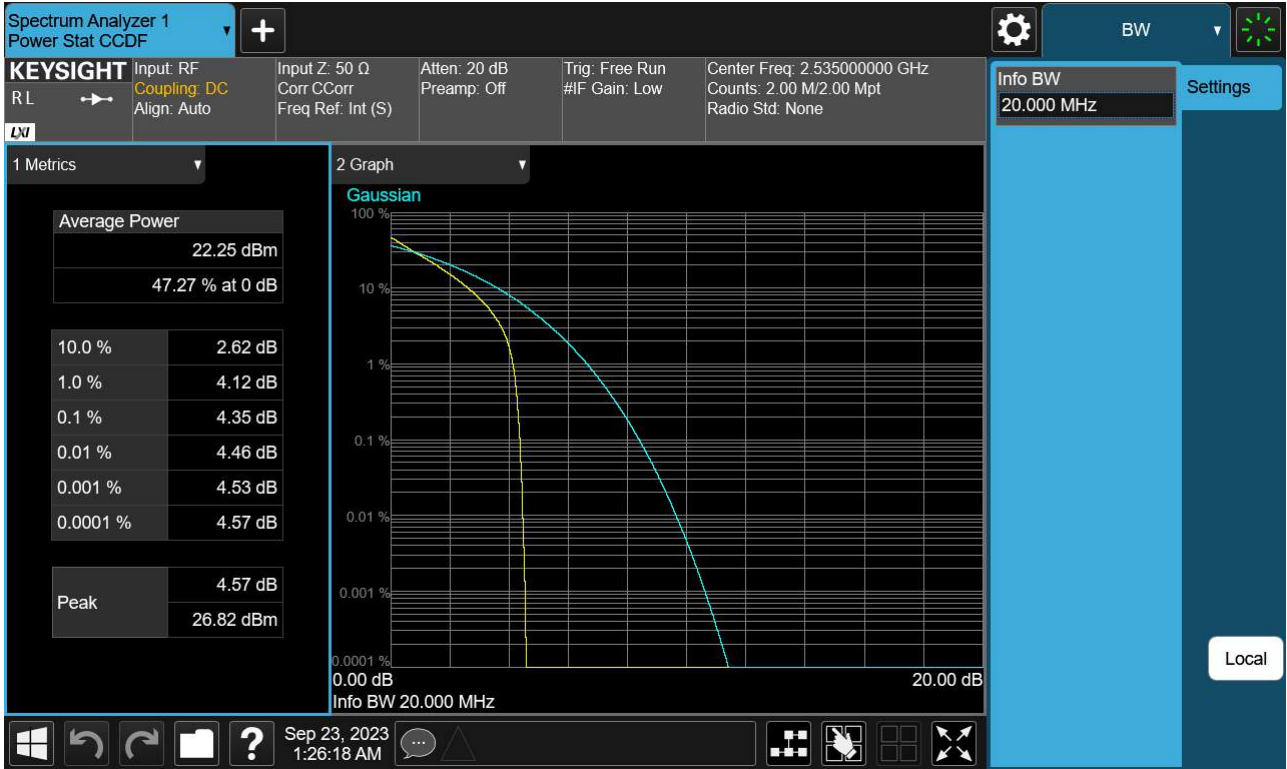 Spectrum Analyzer 1
Power Stat CCDF
+
BW
KEYSIGHT
RL
LXI
Input: RF
Coupling: DC
Align: Auto
Input Z: 50 Ω
Corr CCorr
Freq Ref: Int (S)
Atten: 20 dB
Preamp: Off
Trig: Free Run
#IF Gain: Low
Center Freq: 2.535000000 GHz
Counts: 2.00 M/2.00 Mpt
Radio Std: None
Info BW
20.000 MHz
Settings
1 Metrics
Average Power
22.25 dBm
47.27 % at 0 dB
10.0 % 2.62 dB
1.0 % 4.12 dB
0.1 % 4.35 dB
0.01 % 4.46 dB
0.001 % 4.53 dB
0.0001 % 4.57 dB
Peak
4.57 dB
26.82 dBm
2 Graph
Gaussian
100 %
10 %
1 %
0.1 %
0.01 %
0.001 %
0.0001 %
0.00 dB 20.00 dB
Info BW 20.000 MHz
Local
?
Sep 23, 2023
1:26:18 AM